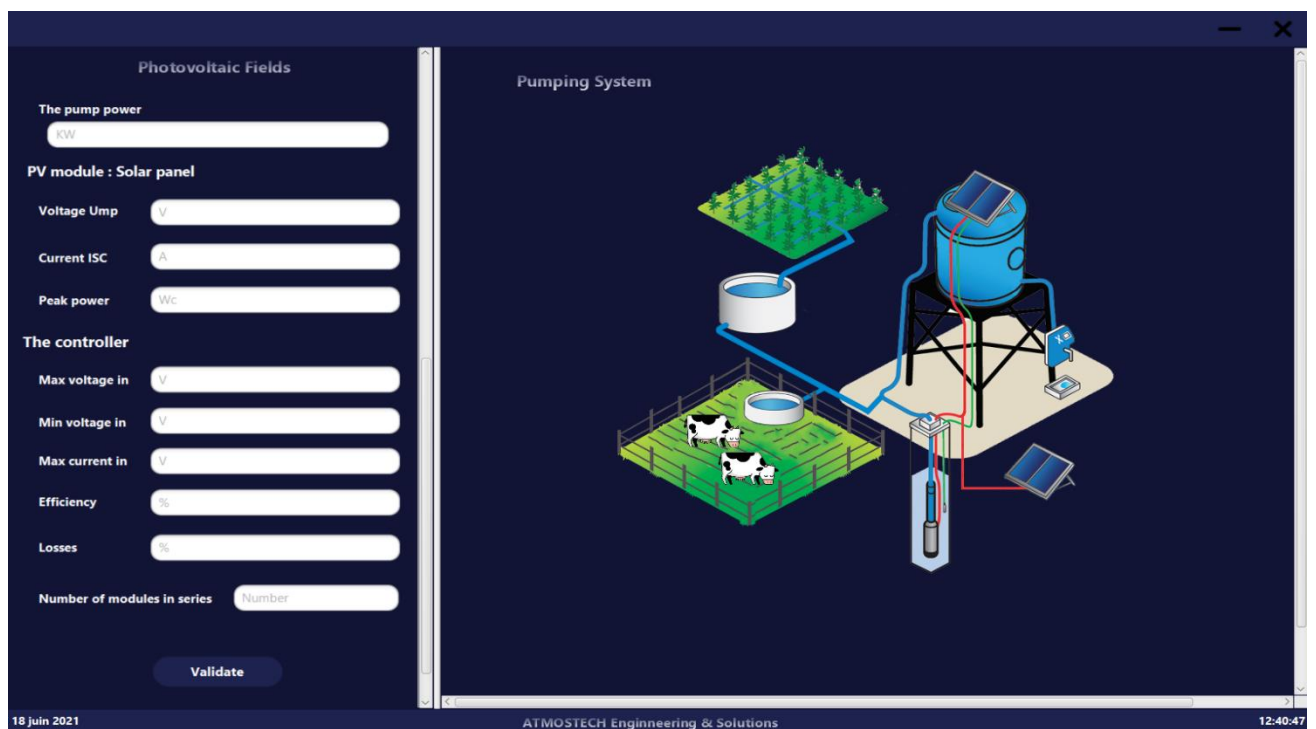 Photovoltaic Fields
The pump power
KW
PV module : Solar panel
Voltage Ump
V
Current ISC
A
Peak power
Wc
The controller
Max voltage in
V
Min voltage in
V
Max current in
V
Efficiency
%
Losses
%
Number of modules in series
Number
Validate
Pumping System
18 juin 2021
ATMOSTECH Enginneering & Solutions
12:40:47